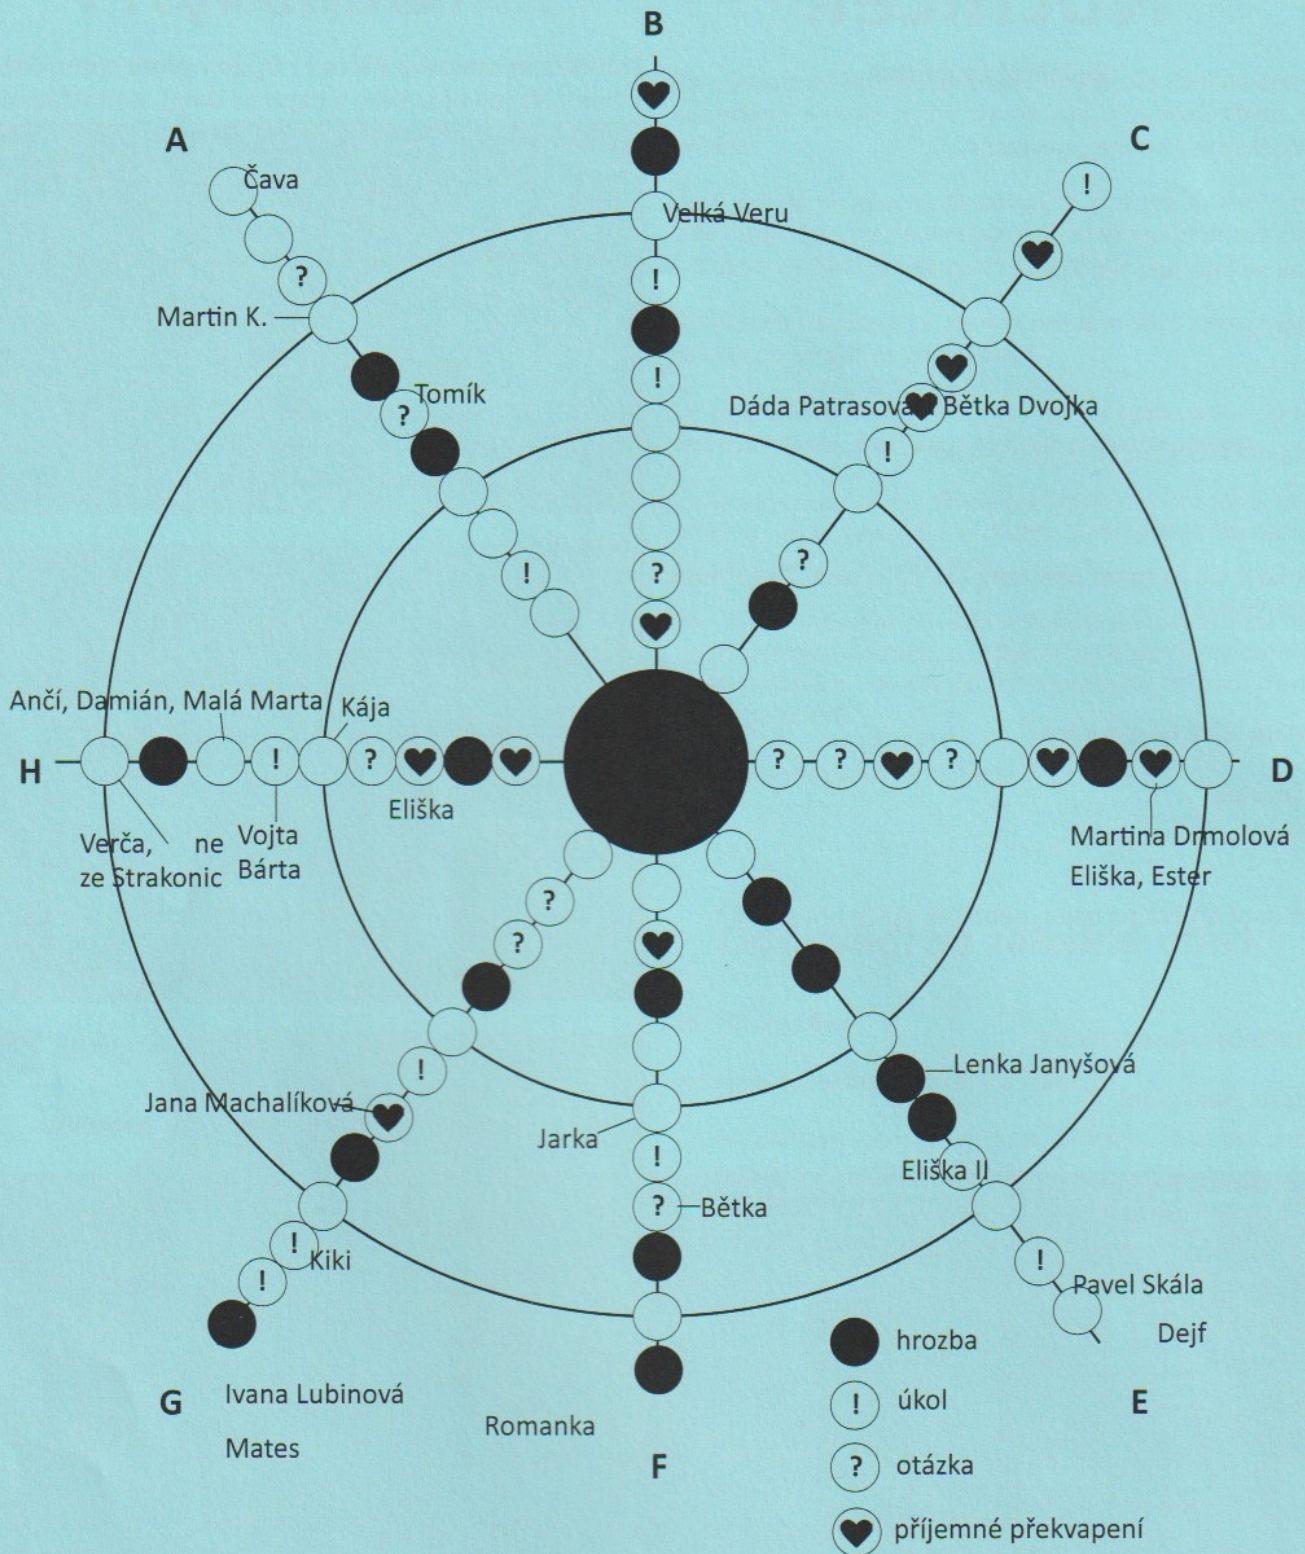 B
A
C
Čava
!
Velká Veru
?
!
Martin K.
!
Tomík
?
Dáda Patrasová
Bětka Dvojka
!
?
!
?
Ančí, Damián, Malá Marta
Kája
H
!
?
?
?
?
D
Eliška
Verča, ne
ze Strakonic
Vojta
Bárta
Martina Drmolová
Eliška, Ester
?
?
!
Lenka Janyšová
Jana Machalíková
Jarka
!
Eliška II
?
Bětka
!
Kiki
!
!
Pavel Skála
Dejf
hrozba
G
Ivana Lubinová
Mates
Romanka
F
E
! úkol
? otázka
příjemné překvapení